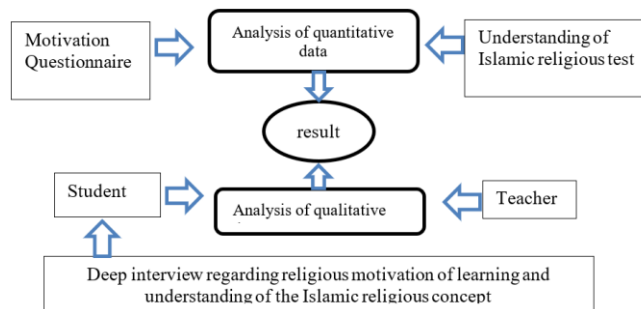 Motivation
Questionnaire
Analysis of quantitative
data
Understanding of
Islamic religious test
result
Student
Analysis of qualitative
Teacher
Deep interview regarding religious motivation of learning and
understanding of the Islamic religious concept